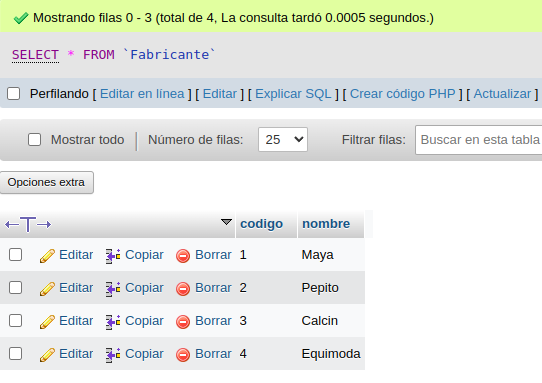 Mostrando filas 0 - 3 (total de 4, La consulta tardó 0.0005 segundos.)
SELECT * FROM `Fabricante`
Perfilando [ Editar en línea ] [ Editar ] [ Explicar SQL ] [ Crear código PHP ] [ Actualizar ]
Mostrar todo | Número de filas: 25 Filtrar filas: Buscar en esta tabla
Opciones extra
codigo nombre
Editar Copiar Borrar 1 Maya
Editar Copiar Borrar 2 Pepito
Editar Copiar Borrar 3 Calcin
Editar Copiar Borrar 4 Equimoda